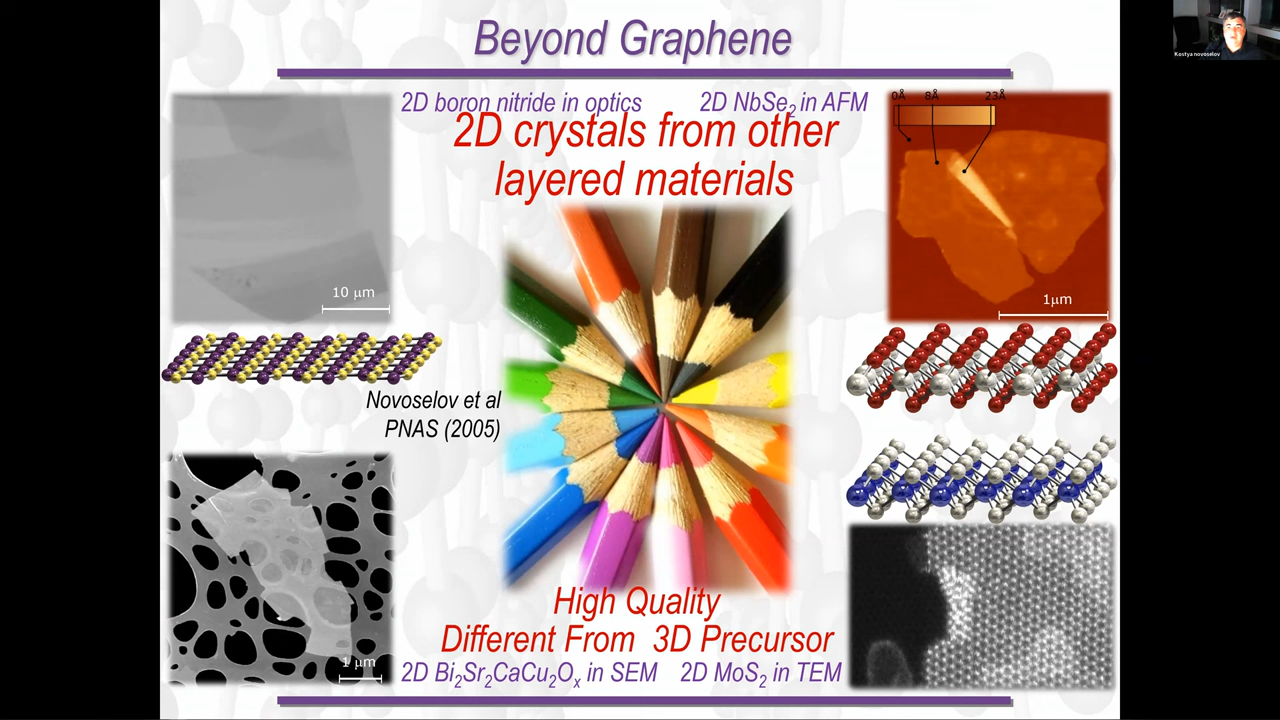 Beyond Graphene
Kostya novoselov
2D boron nitride in optics
2D NbSe₂ in AFM
0Å 8Å 23Å
2D crystals from other
layered materials
10 μm
1μm
Novoselov et al
PNAS (2005)
High Quality
Different From 3D Precursor
1 μm
2D Bi₂Sr₂CaCu₂Oₓ in SEM
2D MoS₂ in TEM